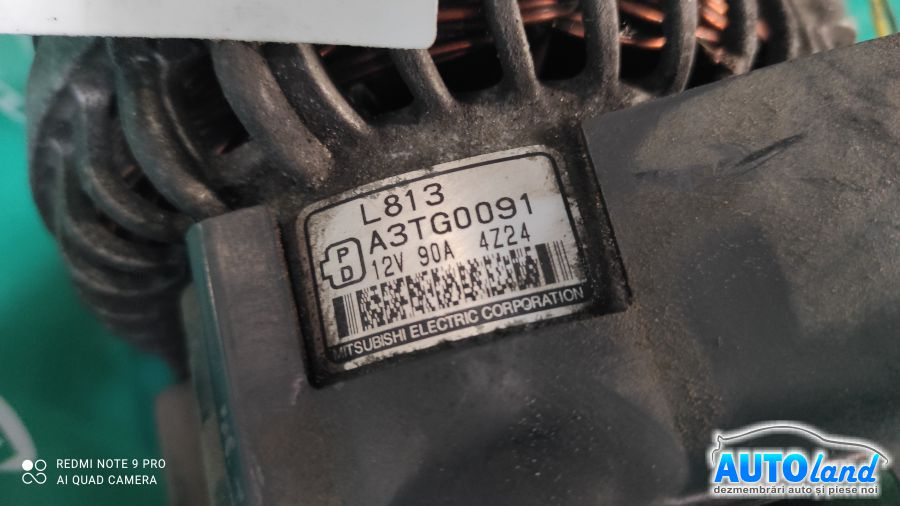 L813
A3TG0091
P
D
12V 90A 4Z24
MITSUBISHI ELECTRIC CORPORATION
REDMI NOTE 9 PRO
AI QUAD CAMERA
AUTOland
dezmembrări auto și piese noi